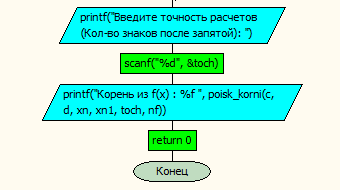 printf("Введите точность расчетов
(Кол-во знаков после запятой): ")
scanf("%d", &toch)
printf("Корень из f(x) : %f ", poisk_korni(c,
d, xn, xn1, toch, nf))
return 0
Конец